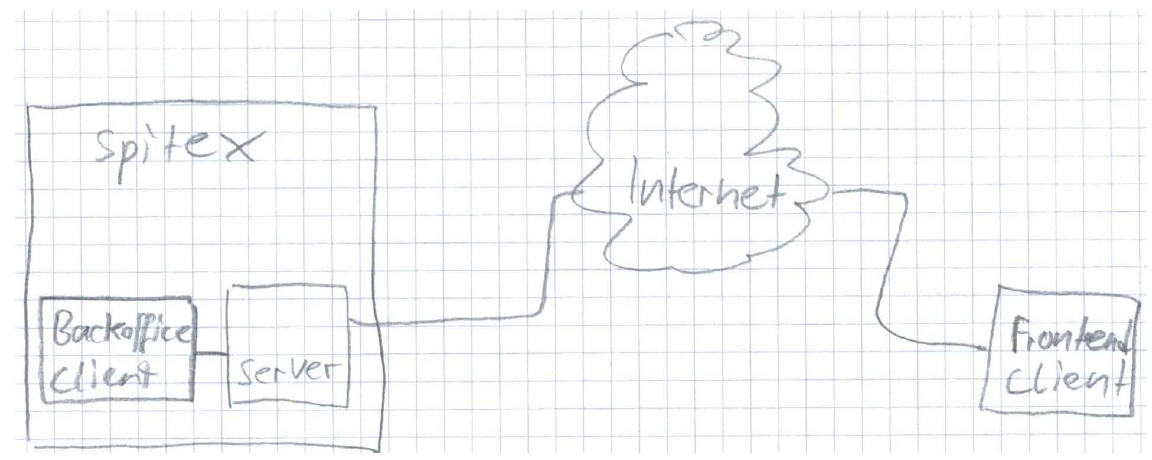 Spitex
Internet
Backoffice
Client
Server
Frontend
Client